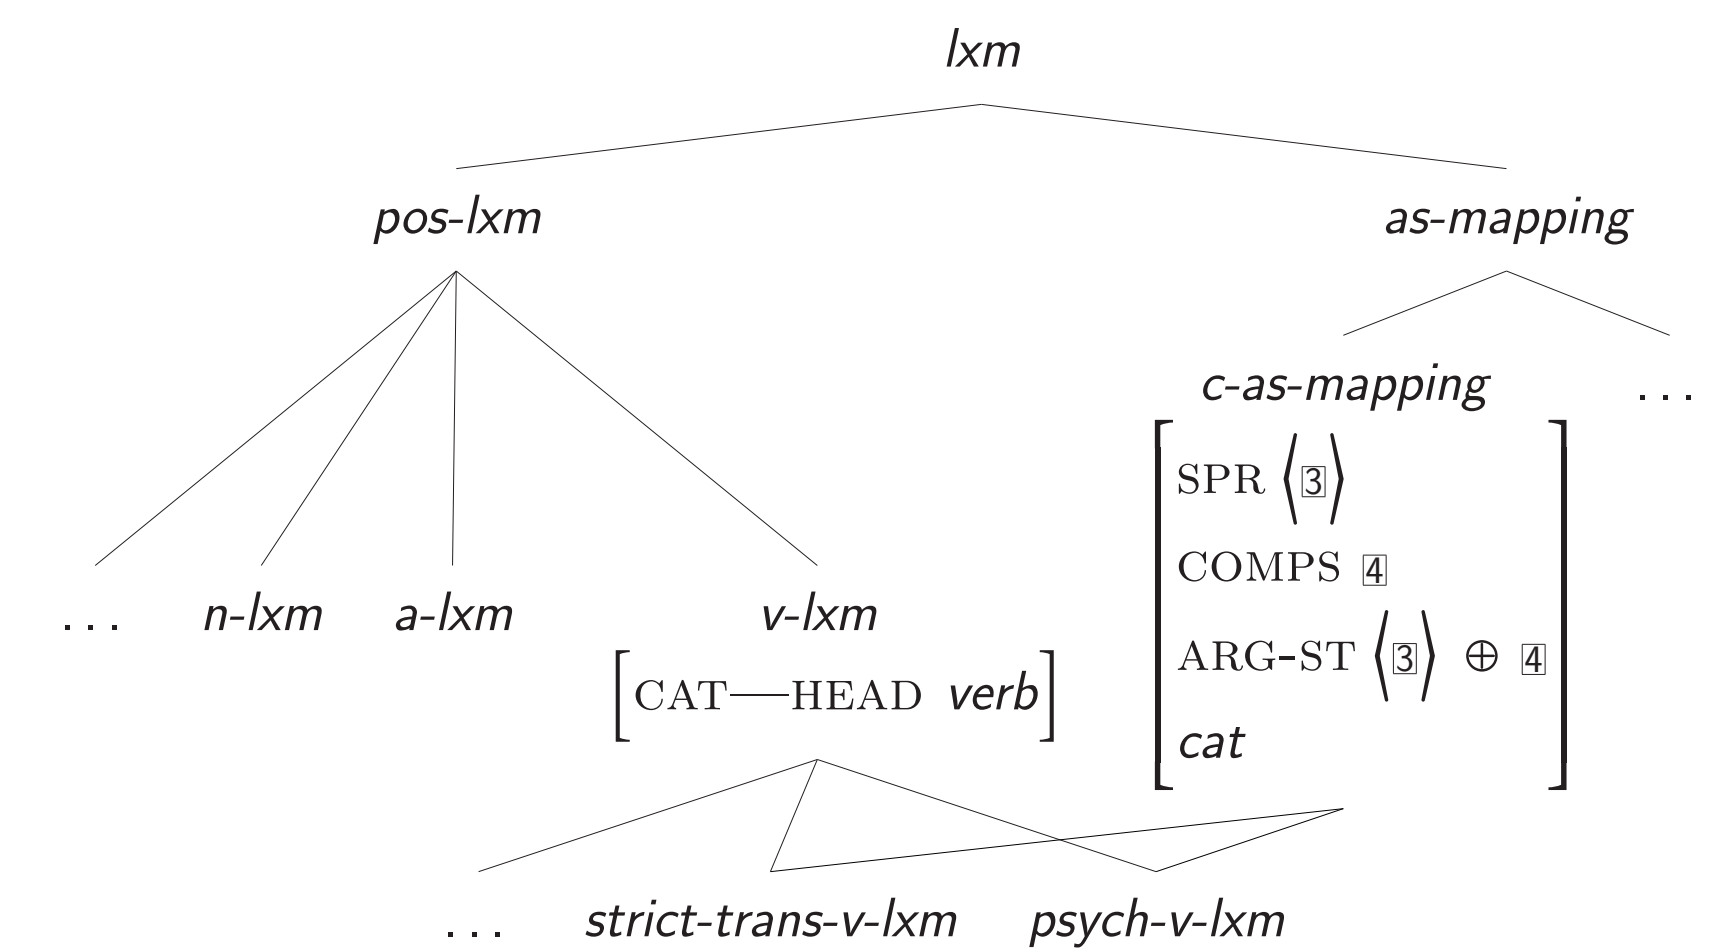 lxm
pos-lxm as-mapping
c-as-mapping ...
SPR ⟨3⟩
COMPS 4
... n-lxm a-lxm v-lxm
ARG-ST ⟨3⟩ ⊕ 4
CAT—HEAD verb
cat
... strict-trans-v-lxm psych-v-lxm